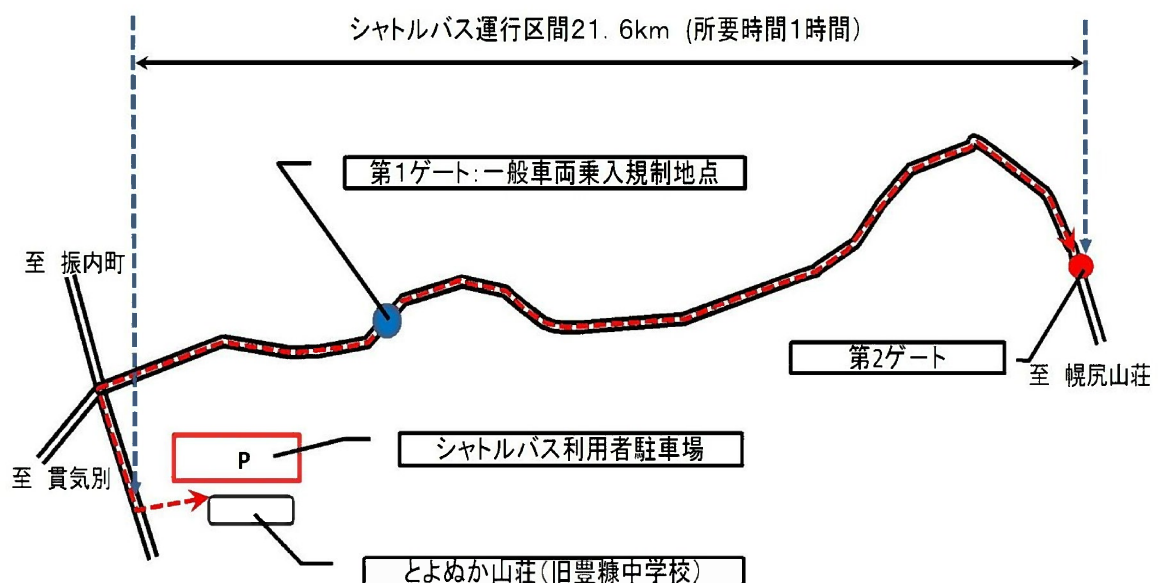 シャトルバス運行区間21.6km (所要時間1時間)
第1ゲート:一般車両乗入規制地点
至 振内町
第2ゲート
至 幌尻山荘
シャトルバス利用者駐車場
P
至 貫気別
とよぬか山荘(旧豊糠中学校)